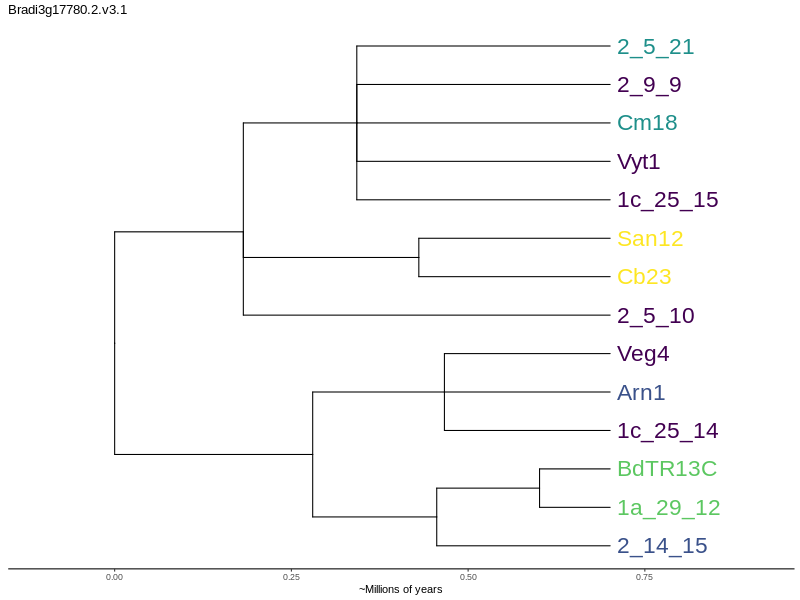 Bradi3g17780.2.v3.1
2_5_21
2_9_9
Cm18
Vyt1
1c_25_15
San12
Cb23
2_5_10
Veg4
Arn1
1c_25_14
BdTR13C
1a_29_12
2_14_15
0.00 0.25 0.50 0.75
~Millions of years